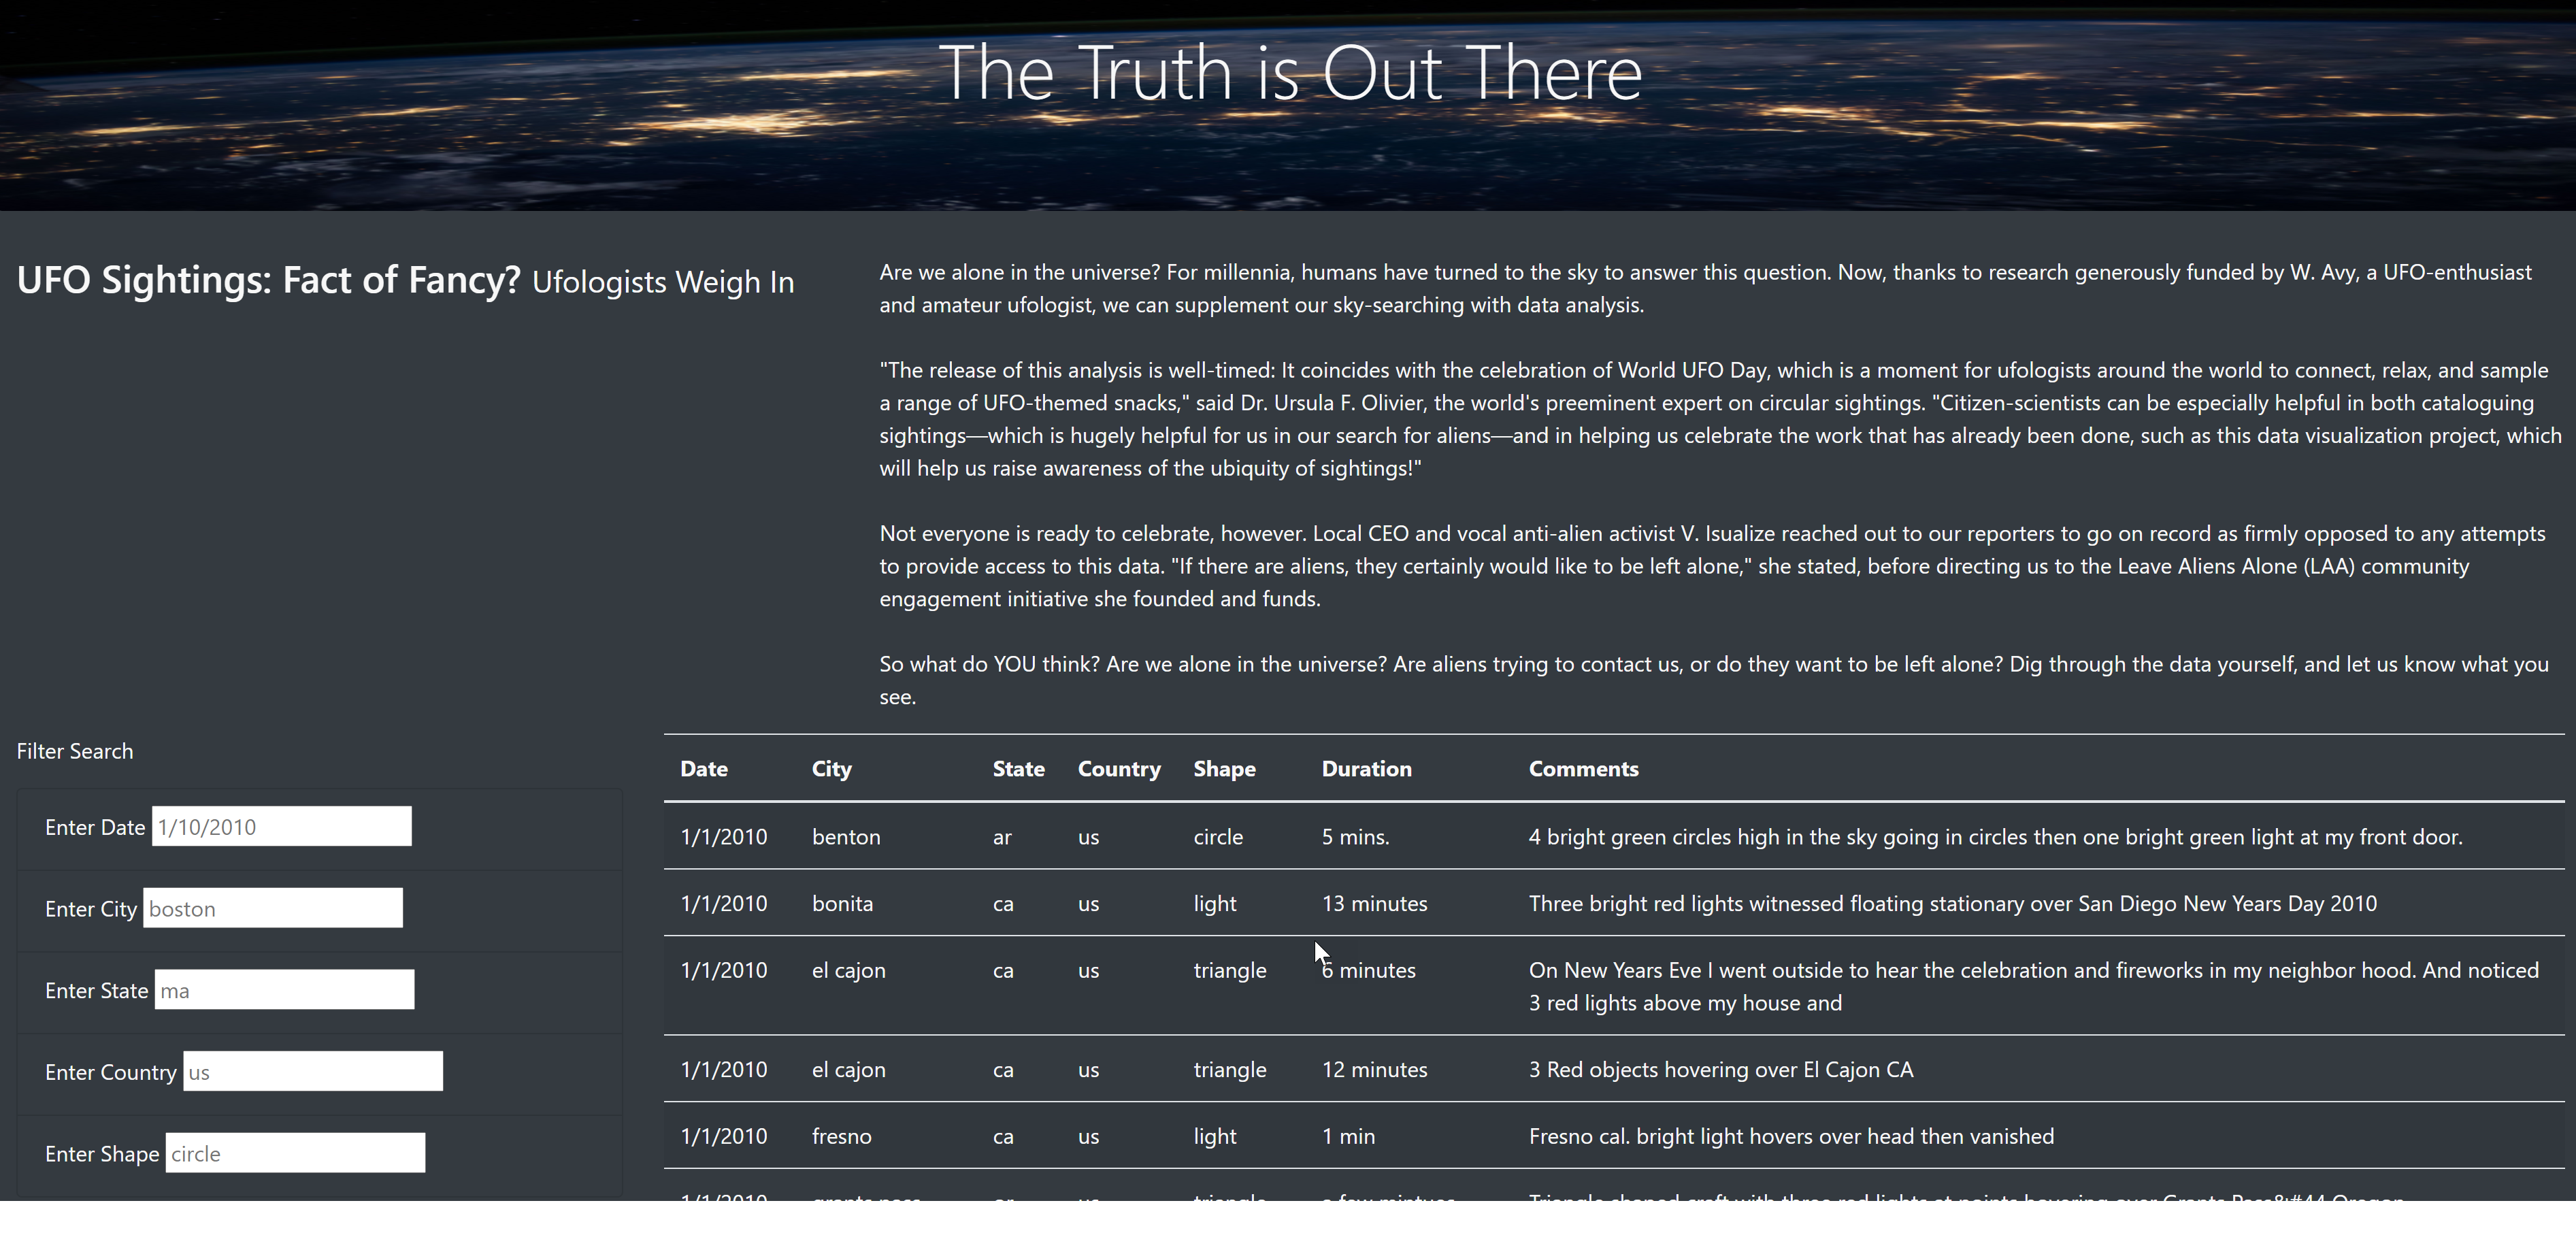 The Truth is Out There
UFO Sightings: Fact of Fancy? Ufologists Weigh In
Are we alone in the universe? For millennia, humans have turned to the sky to answer this question. Now, thanks to research generously funded by W. Avy, a UFO-enthusiast
and amateur ufologist, we can supplement our sky-searching with data analysis.
"The release of this analysis is well-timed: It coincides with the celebration of World UFO Day, which is a moment for ufologists around the world to connect, relax, and sample
a range of UFO-themed snacks," said Dr. Ursula F. Olivier, the world's preeminent expert on circular sightings. "Citizen-scientists can be especially helpful in both cataloguing
sightings—which is hugely helpful for us in our search for aliens—and in helping us celebrate the work that has already been done, such as this data visualization project, which
will help us raise awareness of the ubiquity of sightings!"
Not everyone is ready to celebrate, however. Local CEO and vocal anti-alien activist V. Isualize reached out to our reporters to go on record as firmly opposed to any attempts
to provide access to this data. "If there are aliens, they certainly would like to be left alone," she stated, before directing us to the Leave Aliens Alone (LAA) community
engagement initiative she founded and funds.
So what do YOU think? Are we alone in the universe? Are aliens trying to contact us, or do they want to be left alone? Dig through the data yourself, and let us know what you
see.
Filter Search
Enter Date 1/10/2010
Enter City boston
Enter State ma
Enter Country us
Enter Shape circle
Date City State Country Shape Duration Comments
1/1/2010 benton ar us circle 5 mins. 4 bright green circles high in the sky going in circles then one bright green light at my front door.
1/1/2010 bonita ca us light 13 minutes Three bright red lights witnessed floating stationary over San Diego New Years Day 2010
1/1/2010 el cajon ca us triangle 6 minutes On New Years Eve I went outside to hear the celebration and fireworks in my neighbor hood. And noticed
3 red lights above my house and
1/1/2010 el cajon ca us triangle 12 minutes 3 Red objects hovering over El Cajon CA
1/1/2010 fresno ca us light 1 min Fresno cal. bright light hovers over head then vanished